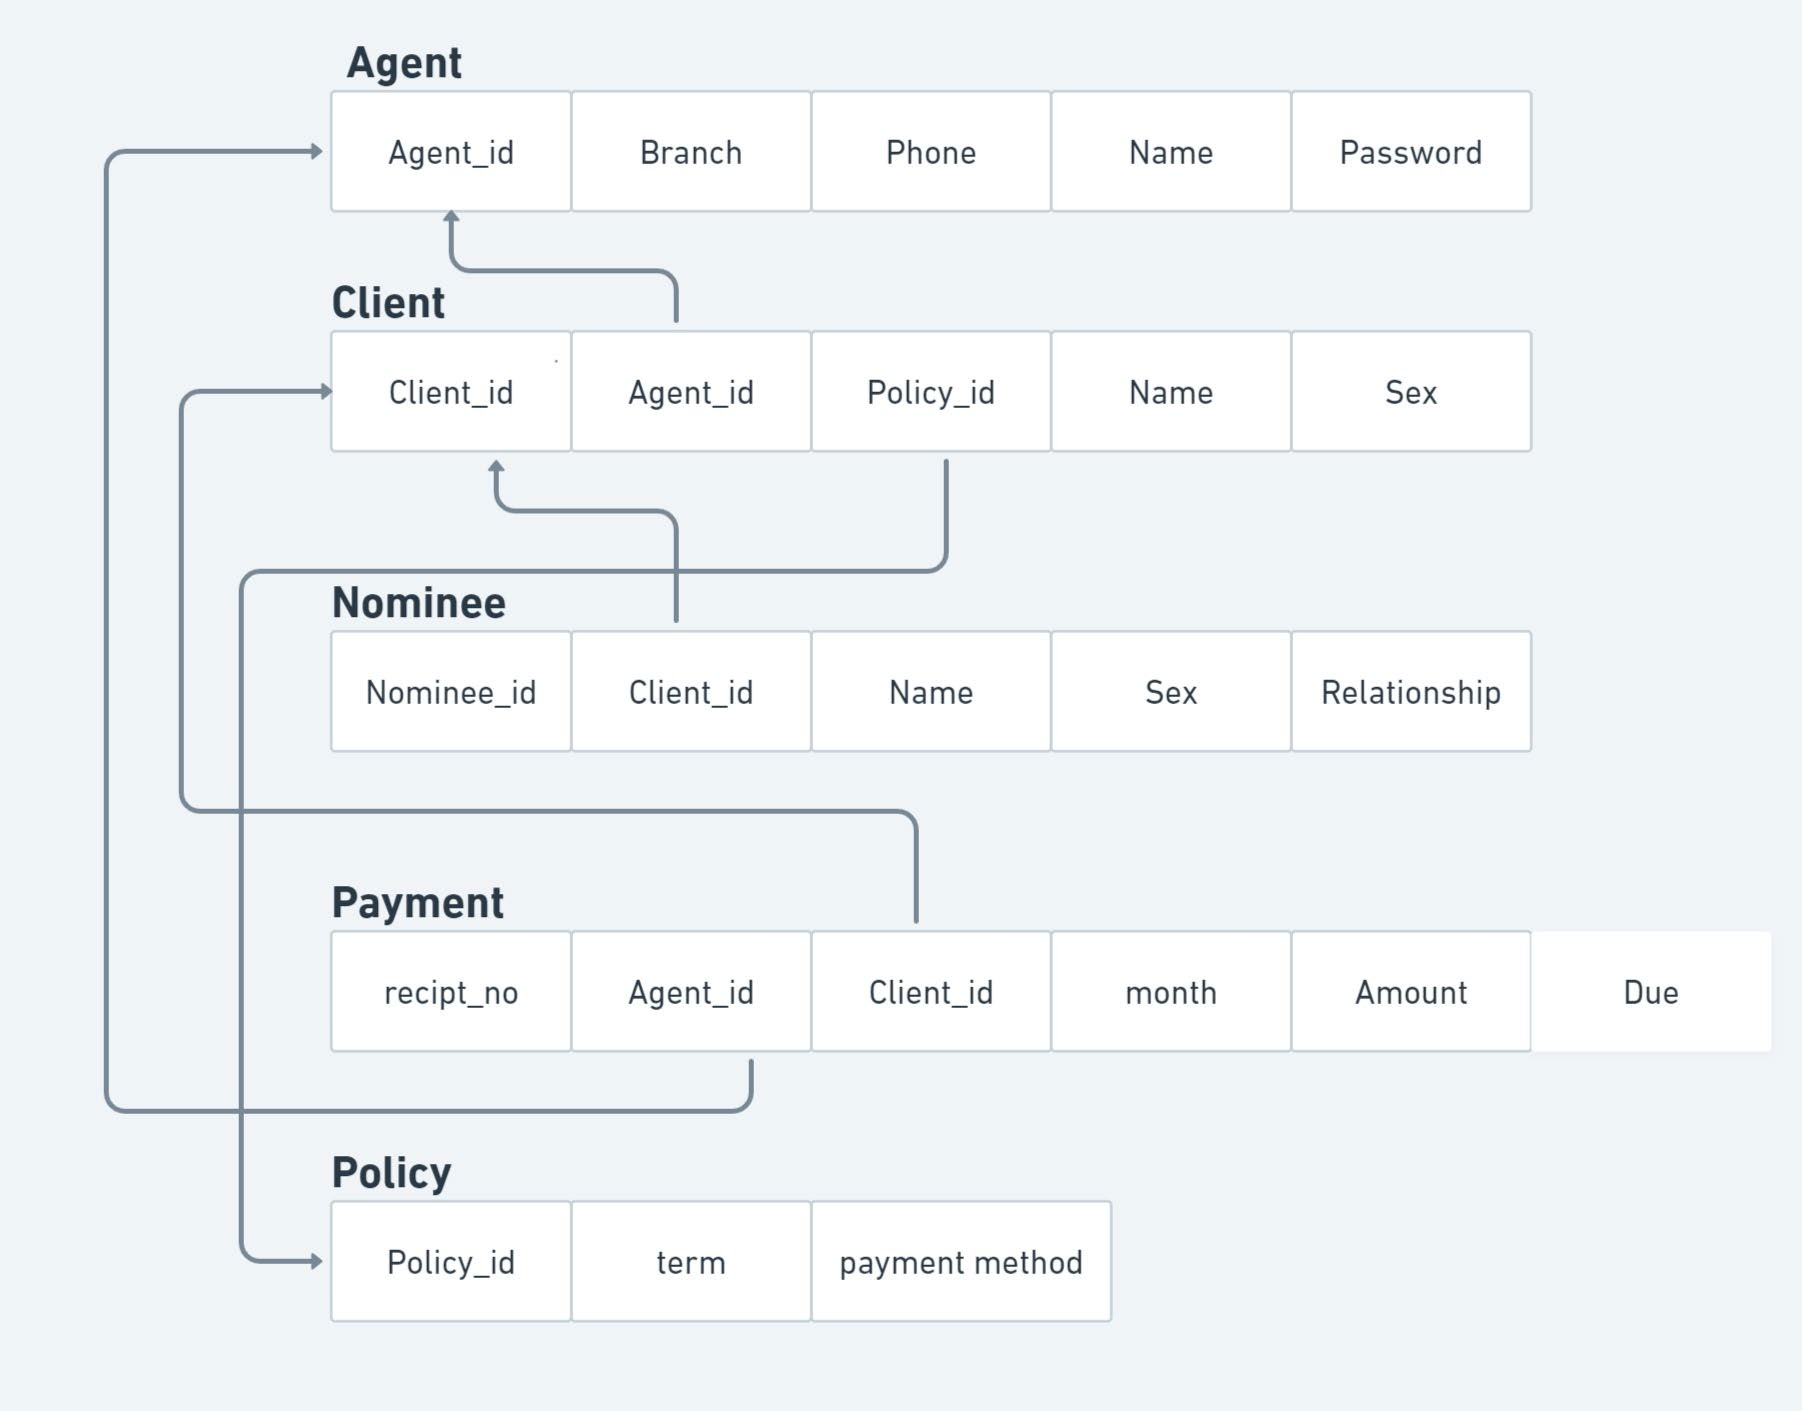 Agent
Agent_id Branch Phone Name Password
Client
Client_id Agent_id Policy_id Name Sex
Nominee
Nominee_id Client_id Name Sex Relationship
Payment
recipt_no Agent_id Client_id month Amount Due
Policy
Policy_id term payment method